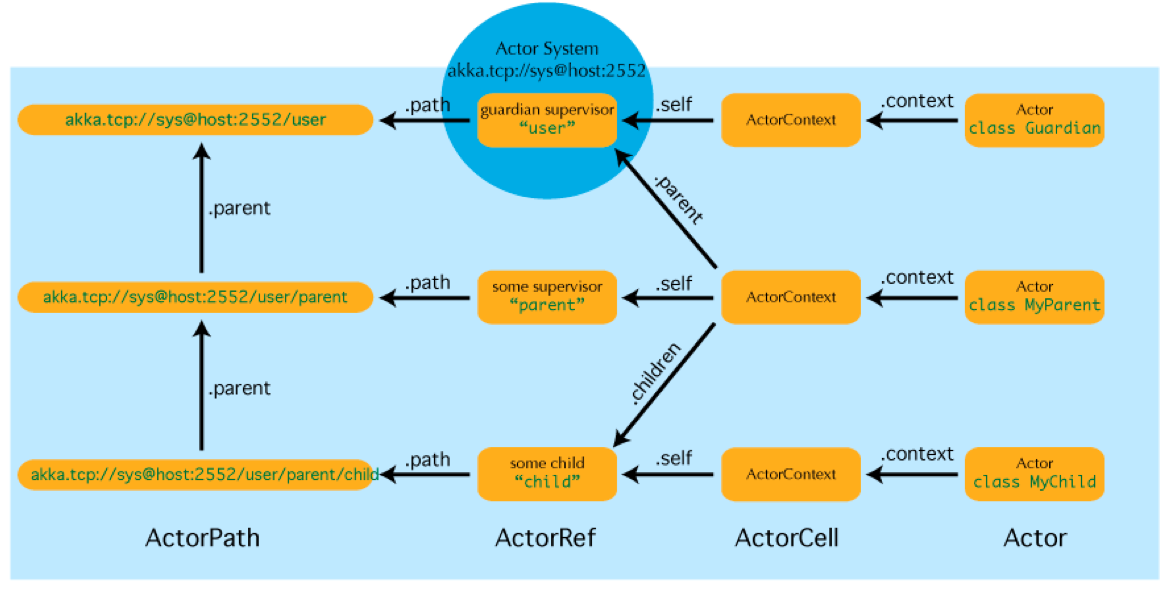 Actor System
akka.tcp://sys@host:2552
akka.tcp://sys@host:2552/user
.path
guardian supervisor
“user”
.self
ActorContext
.context
Actor
class Guardian
.parent
.parent
akka.tcp://sys@host:2552/user/parent
.path
some supervisor
“parent”
.self
ActorContext
.context
Actor
class MyParent
.parent
.children
akka.tcp://sys@host:2552/user/parent/child
.path
some child
“child”
.self
ActorContext
.context
Actor
class MyChild
ActorPath
ActorRef
ActorCell
Actor